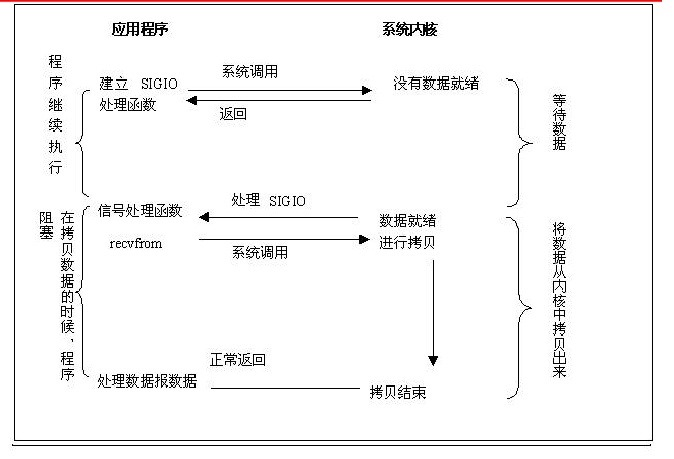 应用程序
系统内核
程序继续执行
建立 SIGIO
处理函数
系统调用
返回
没有数据就绪
等待数据
在拷贝数据的时候，程序
阻塞
信号处理函数
recvfrom
处理 SIGIO
系统调用
数据就绪
进行拷贝
将数据从内核中拷贝出来
正常返回
处理数据报数据
拷贝结束